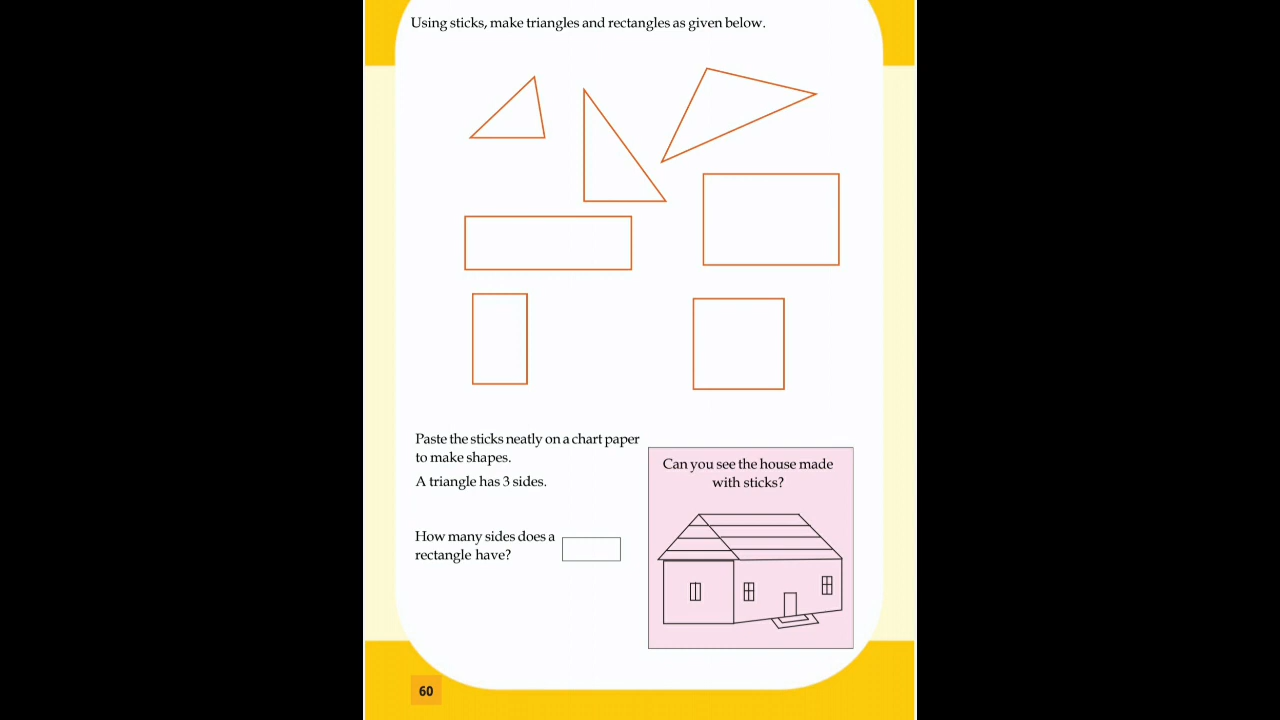 Using sticks, make triangles and rectangles as given below.
Paste the sticks neatly on a chart paper
to make shapes.
A triangle has 3 sides.
How many sides does a
rectangle have?
Can you see the house made
with sticks?
60